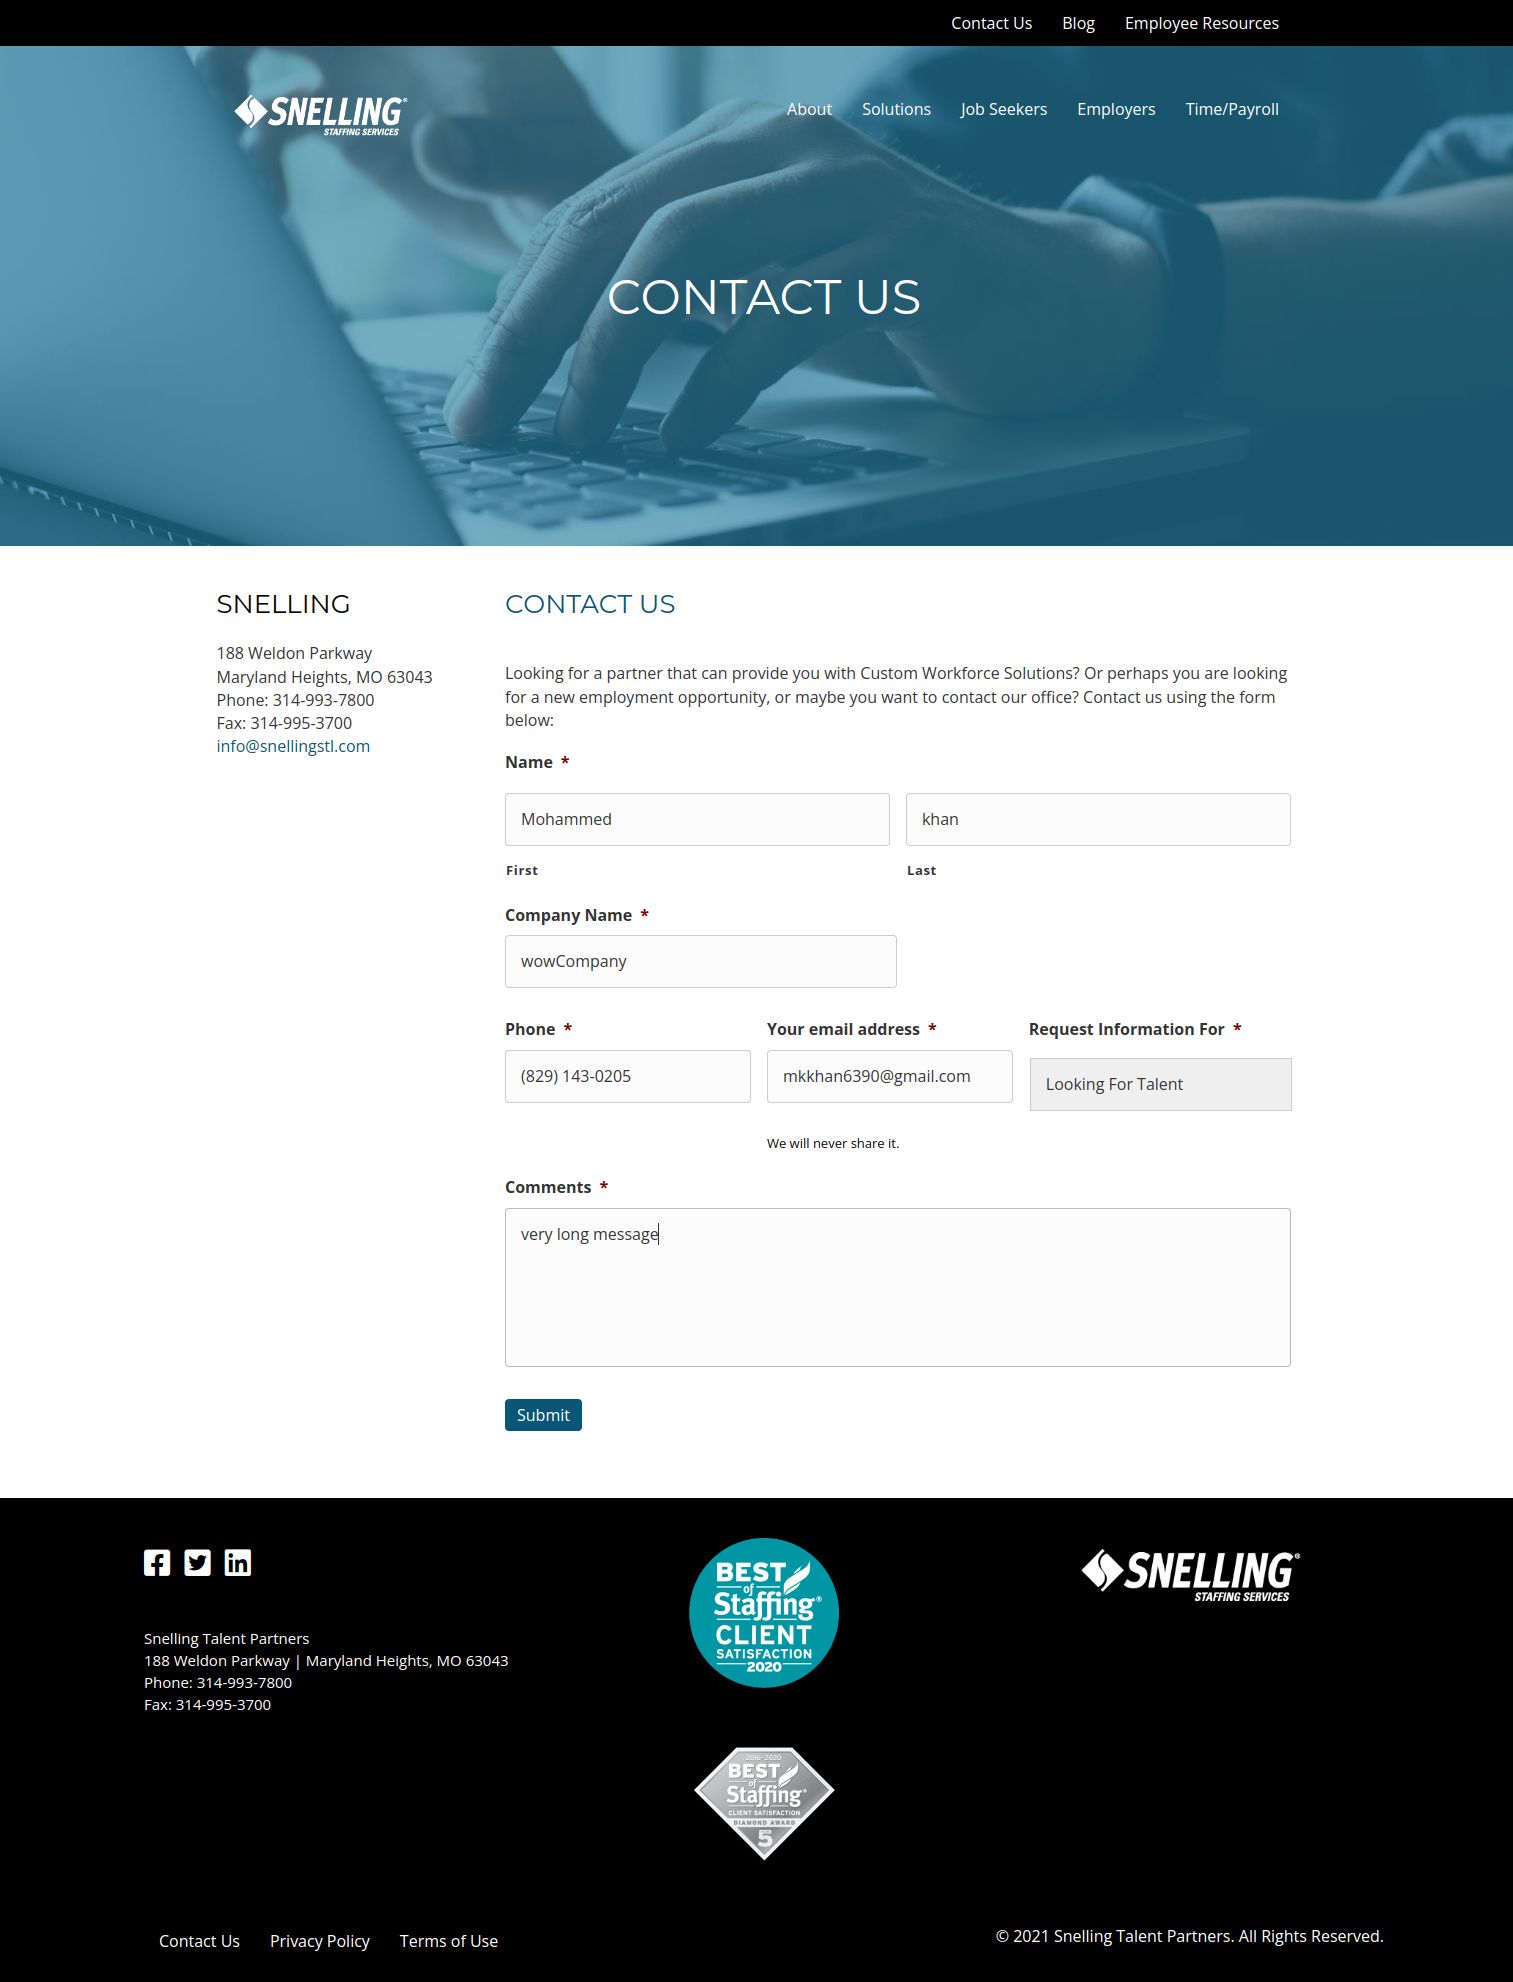 Contact Us Blog Employee Resources
SNELLING®
STAFFING SERVICES
About Solutions Job Seekers Employers Time/Payroll
CONTACT US
SNELLING
188 Weldon Parkway
Maryland Heights, MO 63043
Phone: 314-993-7800
Fax: 314-995-3700
info@snellingstl.com
CONTACT US
Looking for a partner that can provide you with Custom Workforce Solutions? Or perhaps you are looking
for a new employment opportunity, or maybe you want to contact our office? Contact us using the form
below:
Name *
Mohammed khan
First Last
Company Name *
wowCompany
Phone * Your email address * Request Information For *
(829) 143-0205 mkkhan6390@gmail.com Looking For Talent
We will never share it.
Comments *
very long message
Submit
BEST
of
Staffing®
CLIENT
SATISFACTION
2020
SNELLING®
STAFFING SERVICES
Snelling Talent Partners
188 Weldon Parkway | Maryland Heights, MO 63043
Phone: 314-993-7800
Fax: 314-995-3700
2016-2020
BEST
of
Staffing®
CLIENT SATISFACTION
DIAMOND AWARD
5
Contact Us Privacy Policy Terms of Use
© 2021 Snelling Talent Partners. All Rights Reserved.